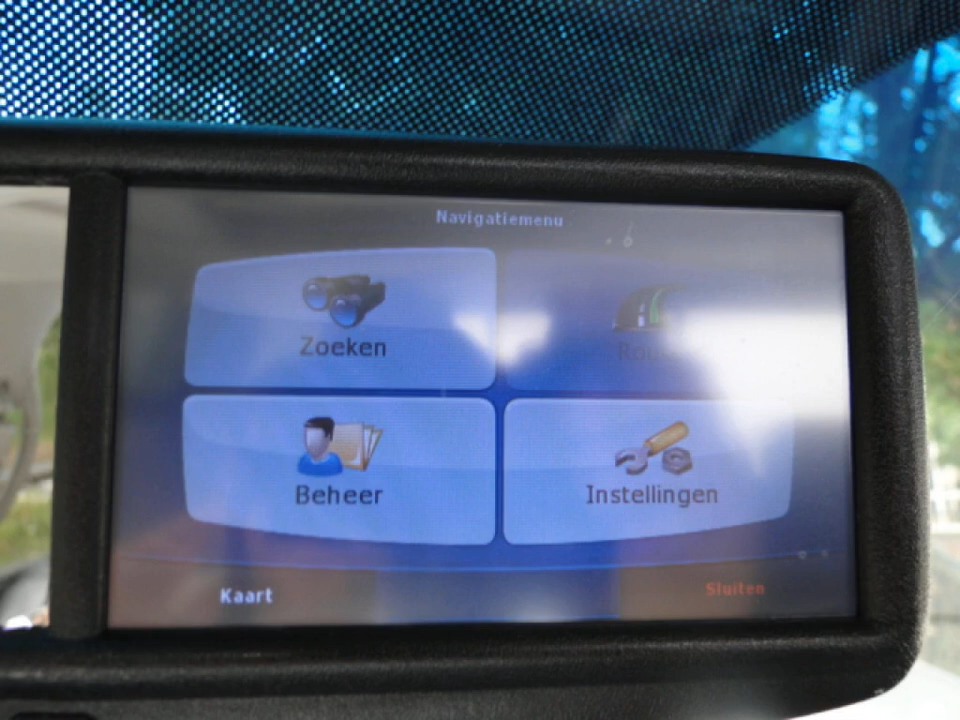 Navigatiemenu
Zoeken
Beheer
Instellingen
Kaart
Sluiten